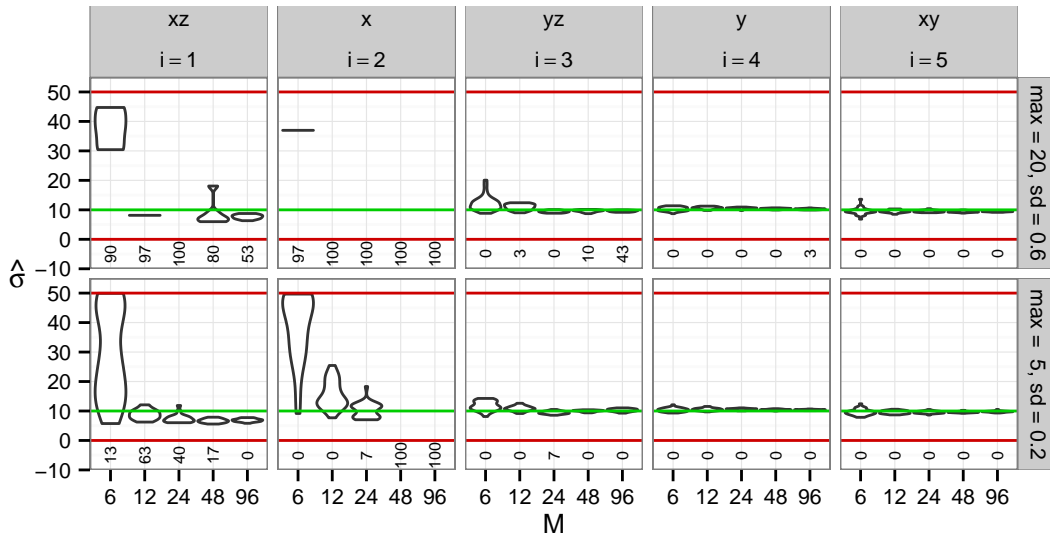 xz x yz y xy
i = 1 i = 2 i = 3 i = 4 i = 5
50
40
30
20
10
0
−10
90 97 100 80 53
97 100 100 100 100
0 3 0 10 43
0 0 0 0 3
0 0 0 0 0
max = 20, sd = 0.6
σ̂
50
40
30
20
10
0
−10
13 63 40 17 0
0 0 7 100 100
0 0 7 0 0
0 0 0 0 0
0 0 0 0 0
max = 5, sd = 0.2
6 12 24 48 96 6 12 24 48 96 6 12 24 48 96 6 12 24 48 96 6 12 24 48 96
M